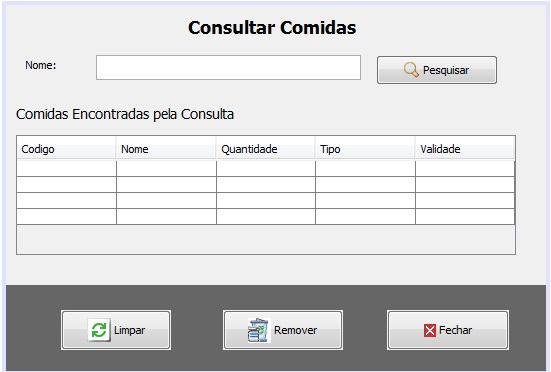 Consultar Comidas
Nome: Pesquisar
Comidas Encontradas pela Consulta
Codigo Nome Quantidade Tipo Validade
Limpar Remover Fechar